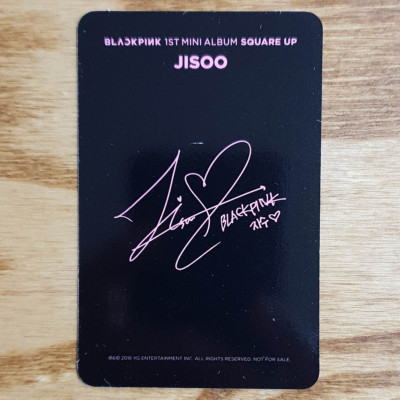 BLACKPINK 1ST MINI ALBUM SQUARE UP
JISOO
Jisoo
BLACKPINK
지수♡
℗&© 2018 YG ENTERTAINMENT INC. ALL RIGHTS RESERVED. NOT FOR SALE.